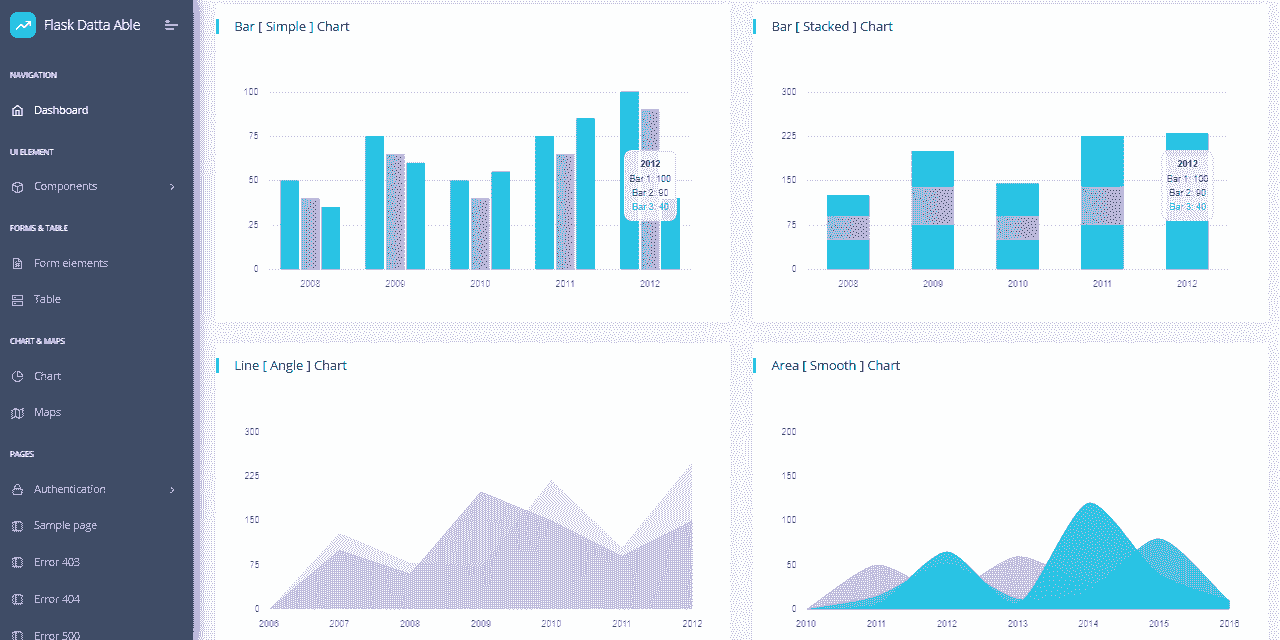 Flask Datta Able
NAVIGATION
Dashboard
UI ELEMENT
Components
FORMS & TABLE
Form elements
Table
CHART & MAPS
Chart
Maps
PAGES
Authentication
Sample page
Error 403
Error 404
Error 500
Bar [ Simple ] Chart
100
75
50
25
0
2008 2009 2010 2011 2012
2012
Bar 1: 100
Bar 2: 90
Bar 3: 40
Bar [ Stacked ] Chart
300
225
150
75
0
2008 2009 2010 2011 2012
2012
Bar 1: 100
Bar 2: 90
Bar 3: 40
Line [ Angle ] Chart
300
225
150
75
0
2006 2007 2008 2009 2010 2011 2012
Area [ Smooth ] Chart
200
150
100
50
0
2010 2011 2012 2013 2014 2015 2016